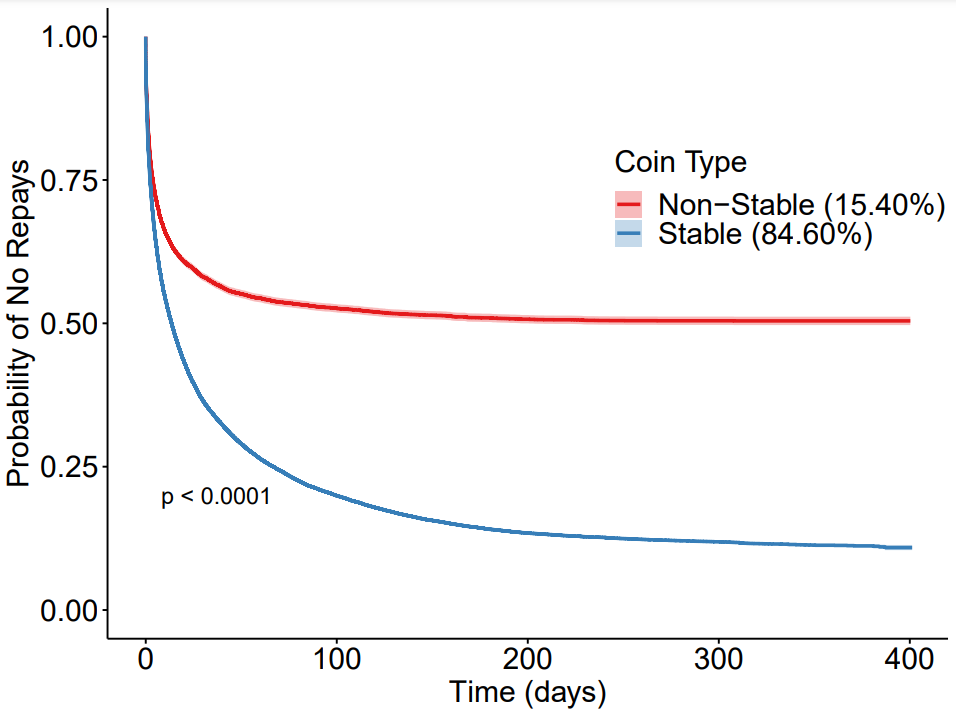 1.00
0.75
0.50
0.25
0.00
Probability of No Repays
Coin Type
Non−Stable (15.40%)
Stable (84.60%)
p < 0.0001
0 100 200 300 400
Time (days)